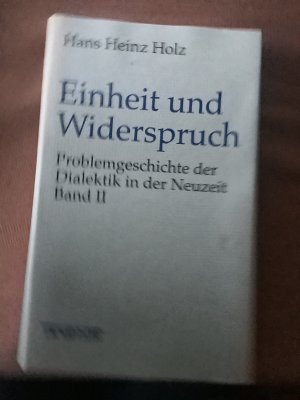 Hans Heinz Holz
Einheit und
Widerspruch
Problemgeschichte der
Dialektik in der Neuzeit
Band II